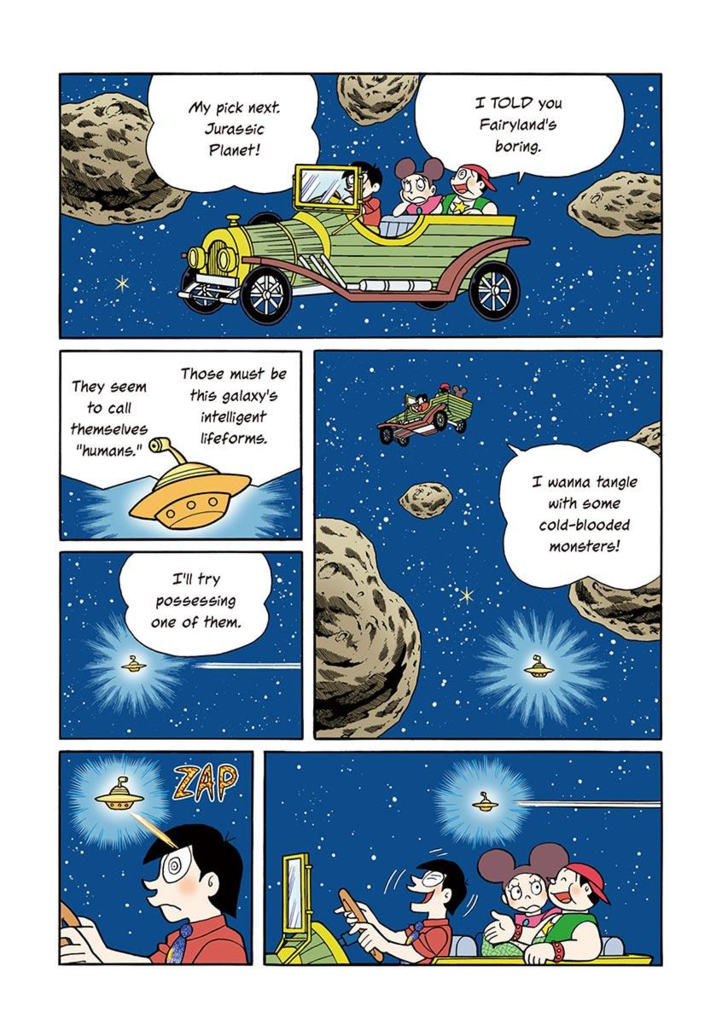 My pick next.
Jurassic
Planet!
I TOLD you
Fairyland's
boring.
They seem
to call
themselves
"humans."
Those must be
this galaxy's
intelligent
lifeforms.
I wanna tangle
with some
cold-blooded
monsters!
I'll try
possessing
one of them.
ZAP